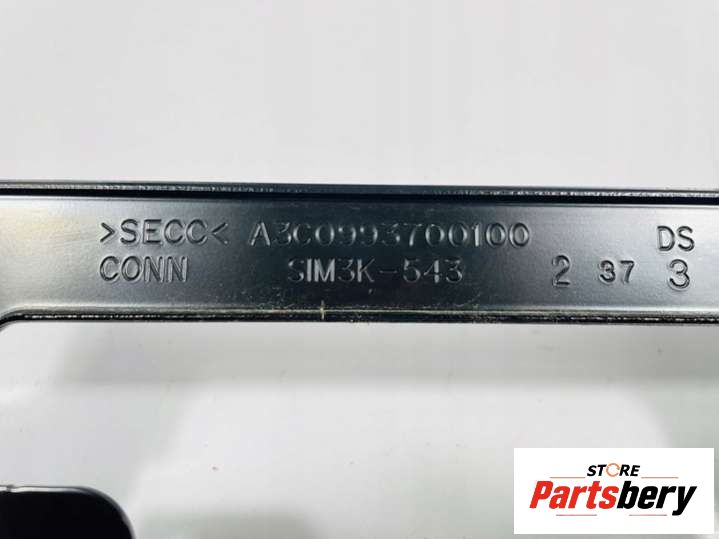 >SECC< A3C0993700100 DS
CONN SIM3K-543 2 37 3
STORE
Partsbery